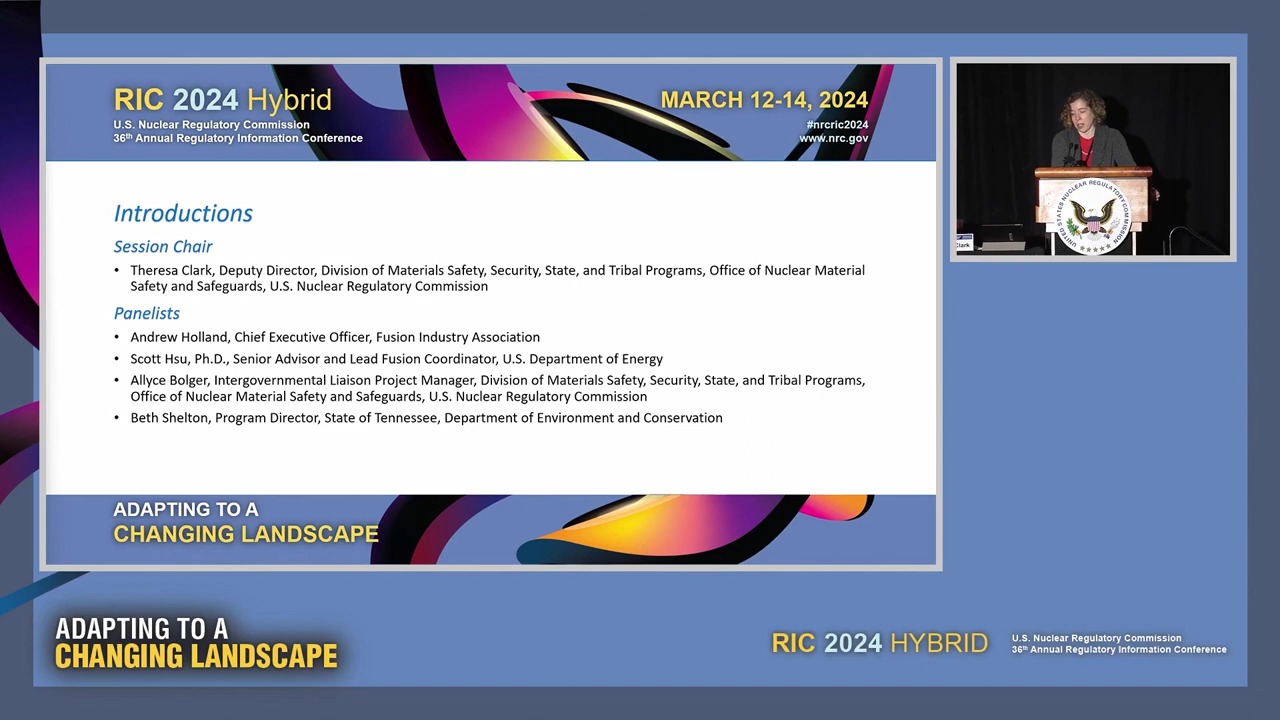 RIC 2024 Hybrid
U.S. Nuclear Regulatory Commission
36th Annual Regulatory Information Conference
MARCH 12-14, 2024
#nrcric2024
www.nrc.gov
Introductions
Session Chair
• Theresa Clark, Deputy Director, Division of Materials Safety, Security, State, and Tribal Programs, Office of Nuclear Material
Safety and Safeguards, U.S. Nuclear Regulatory Commission
Panelists
• Andrew Holland, Chief Executive Officer, Fusion Industry Association
• Scott Hsu, Ph.D., Senior Advisor and Lead Fusion Coordinator, U.S. Department of Energy
• Allyce Bolger, Intergovernmental Liaison Project Manager, Division of Materials Safety, Security, State, and Tribal Programs,
Office of Nuclear Material Safety and Safeguards, U.S. Nuclear Regulatory Commission
• Beth Shelton, Program Director, State of Tennessee, Department of Environment and Conservation
ADAPTING TO A
CHANGING LANDSCAPE
UNITED STATES NUCLEAR REGULATORY COMMISSION
Clark
ADAPTING TO A
CHANGING LANDSCAPE
RIC 2024 HYBRID
U.S. Nuclear Regulatory Commission
36th Annual Regulatory Information Conference